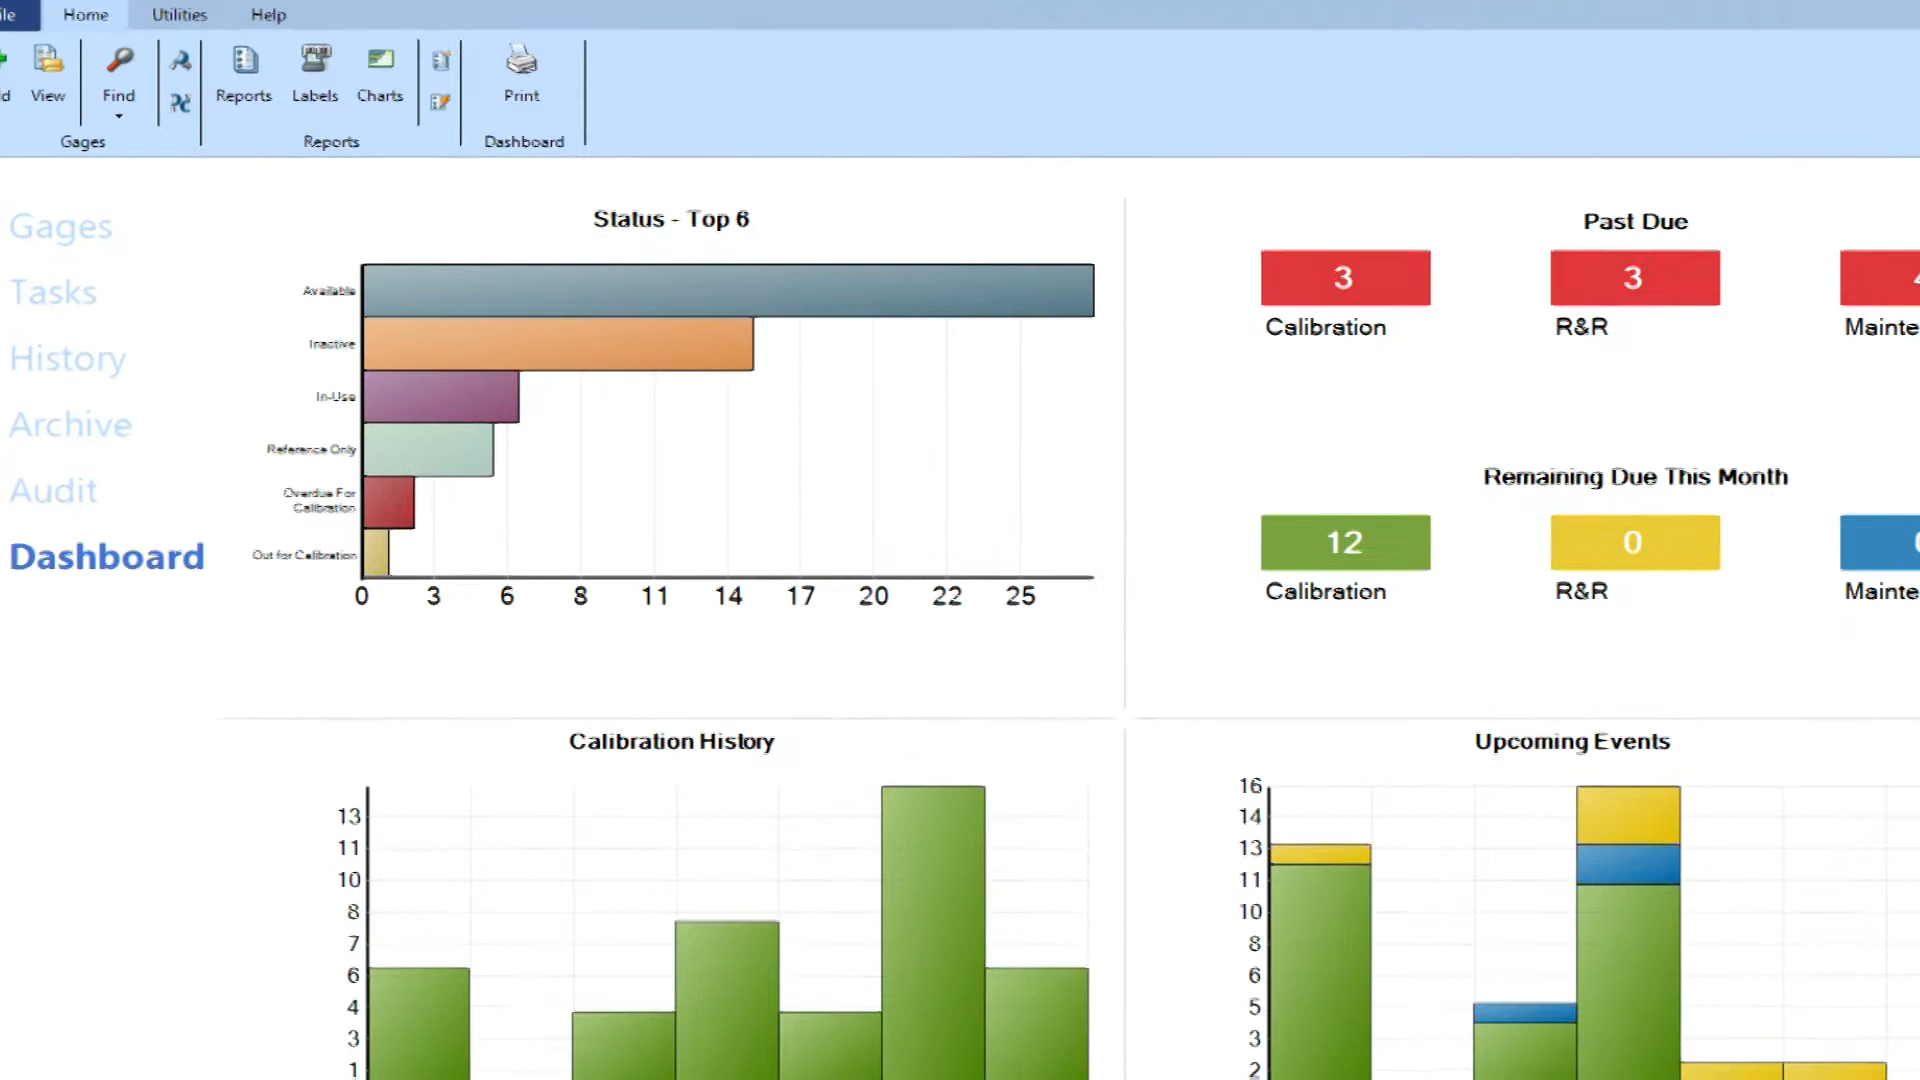 ile Home Utilities Help
d View Find Reports Labels Charts Print
Gages Reports Dashboard
Gages
Tasks
History
Archive
Audit
Dashboard
Status - Top 6
Available
Inactive
In-Use
Reference Only
Overdue For
Calibration
Out for Calibration
0 3 6 8 11 14 17 20 22 25
Past Due
3 3
Calibration R&R Mainte
Remaining Due This Month
12 0
Calibration R&R Mainte
Calibration History
13
11
10
8
7
6
4
3
1
Upcoming Events
16
14
13
11
10
8
6
5
3
2